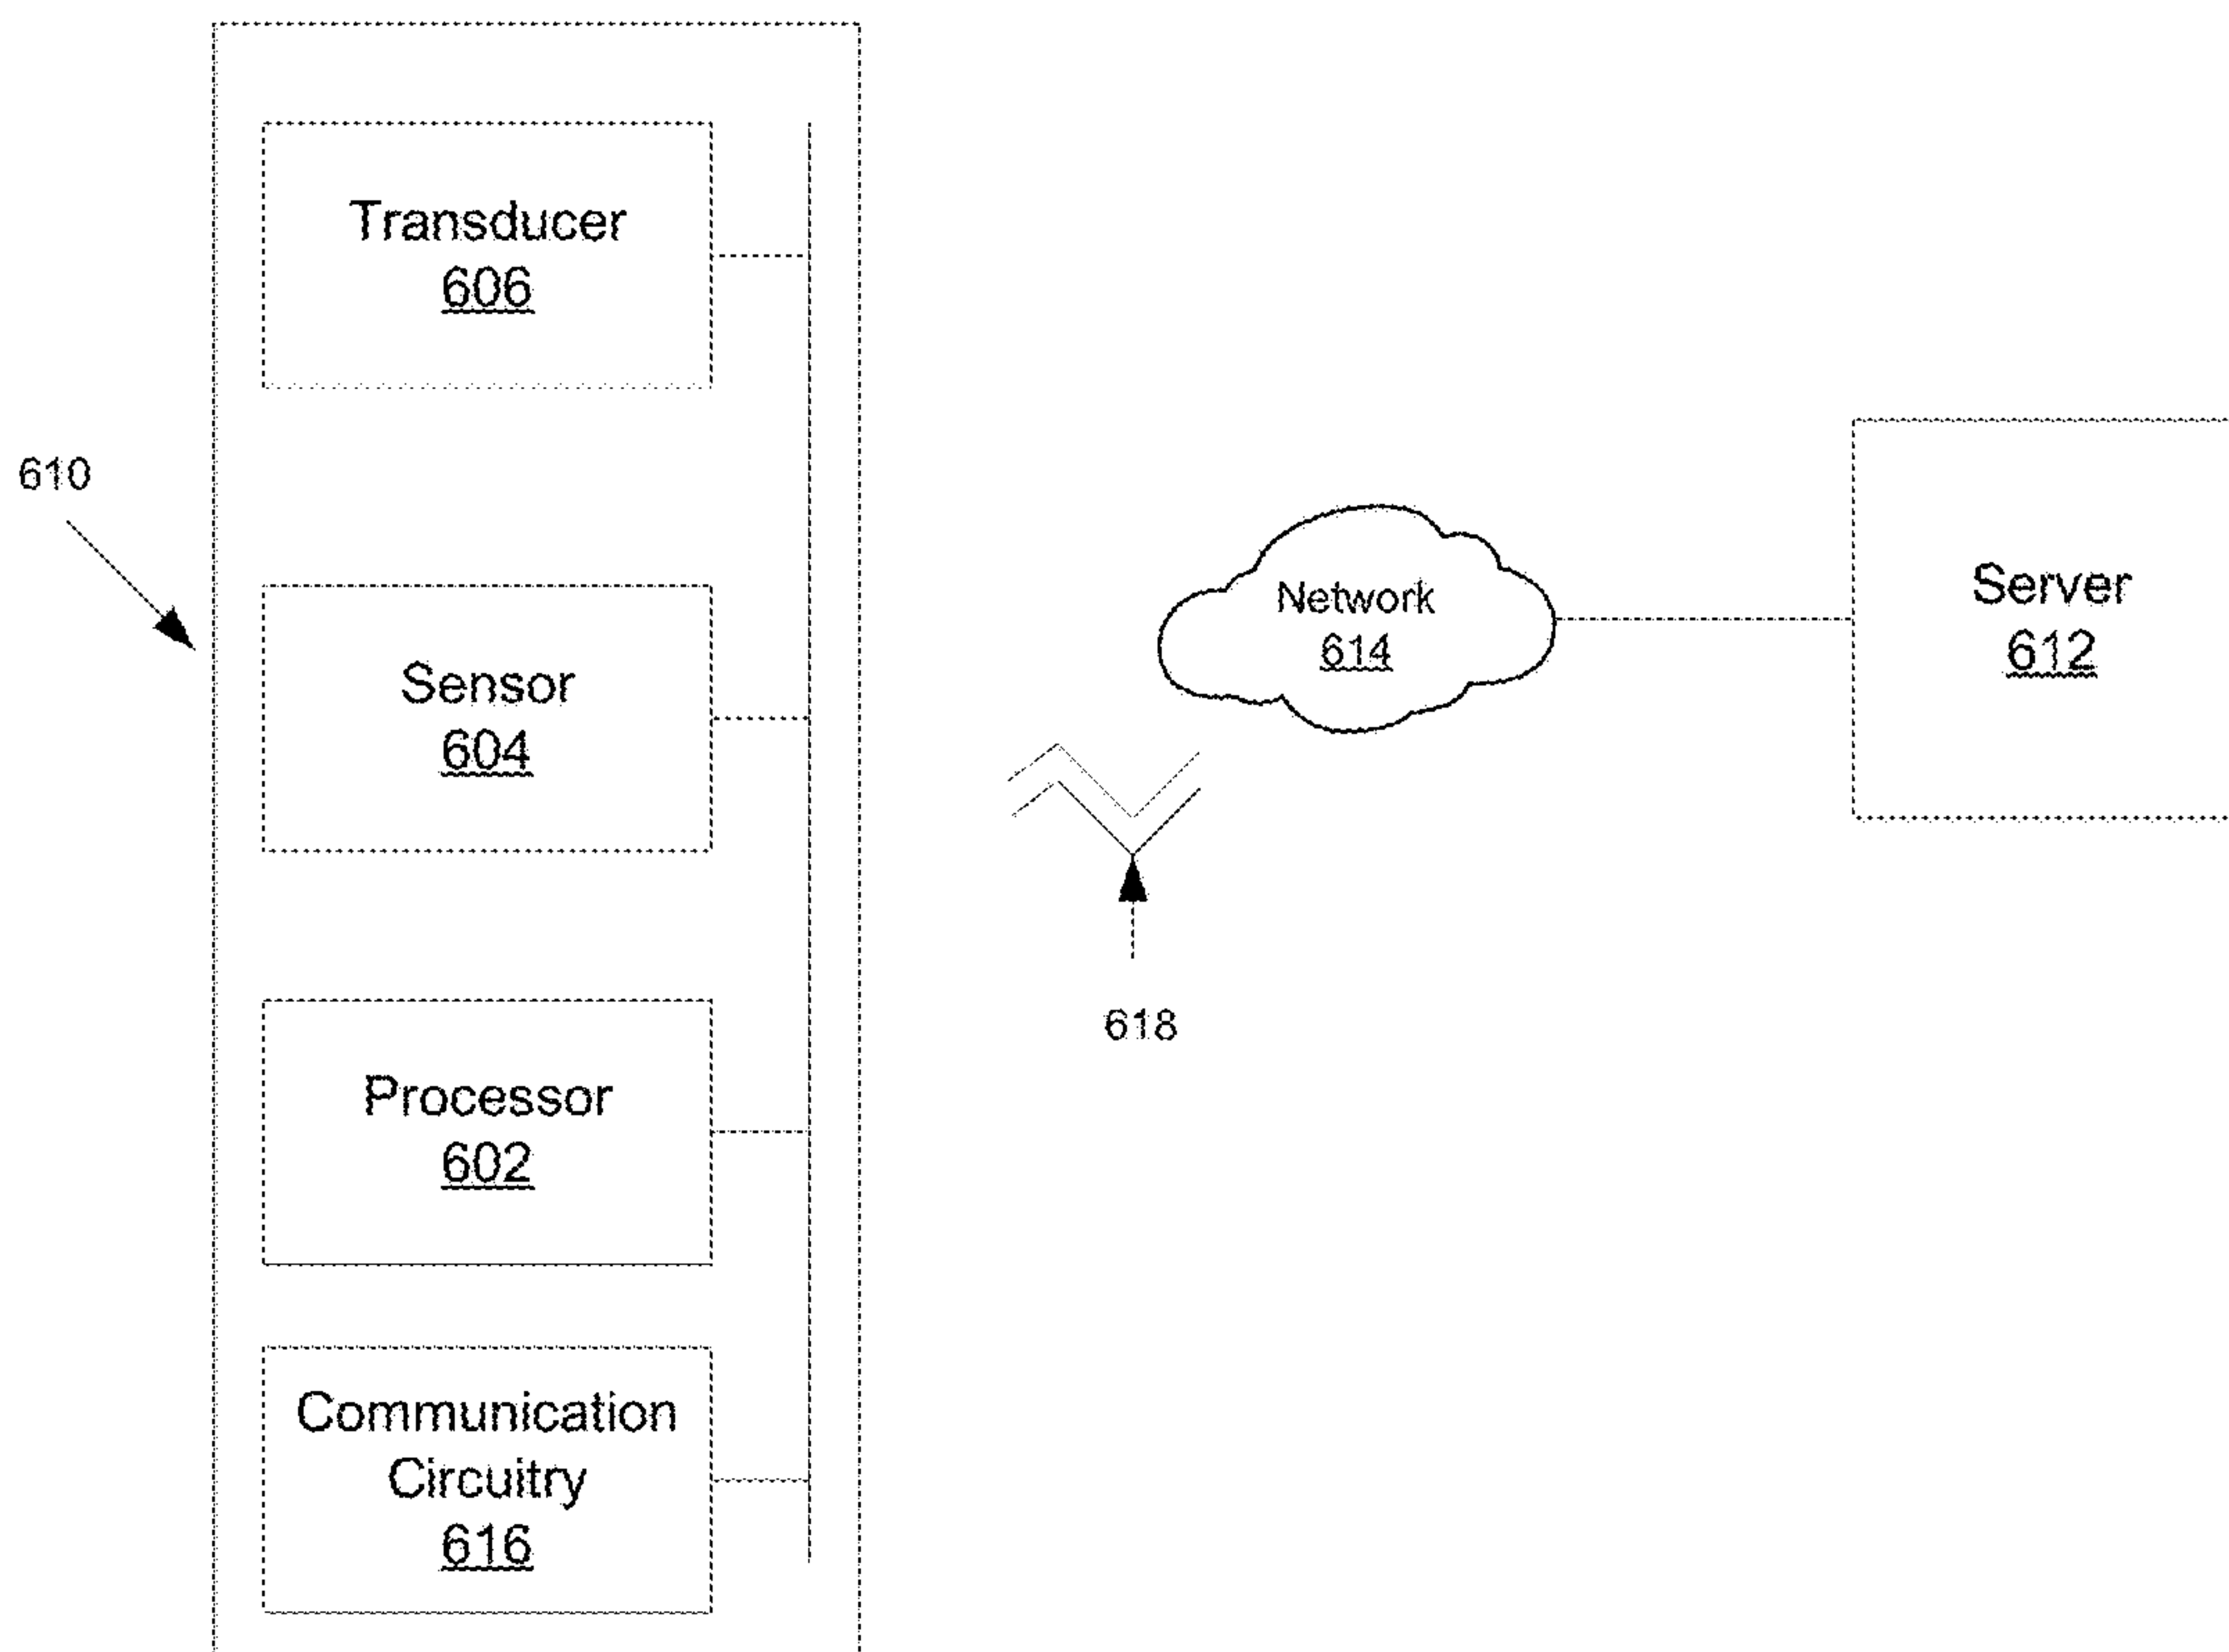 Transducer
606
610
Sensor
604
Network
614
Server
612
618
Processor
602
Communication
Circuitry
616